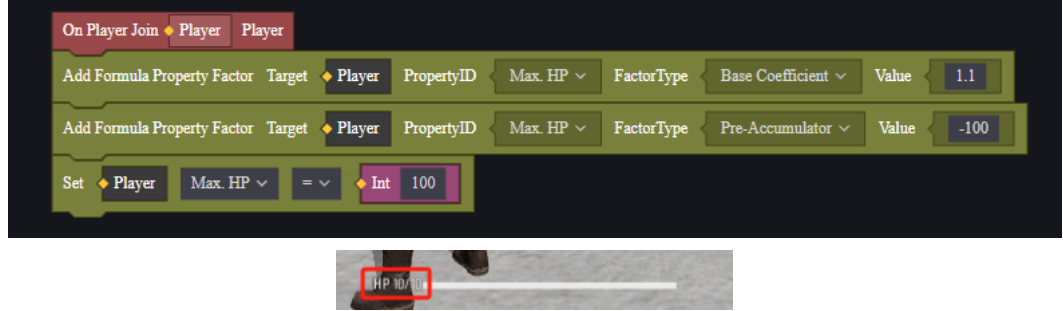 On Player Join Player Player
Add Formula Property Factor Target Player PropertyID Max. HP FactorType Base Coefficient Value 1.1
Add Formula Property Factor Target Player PropertyID Max. HP FactorType Pre-Accumulator Value -100
Set Player Max. HP = Int 100
HP 10/10